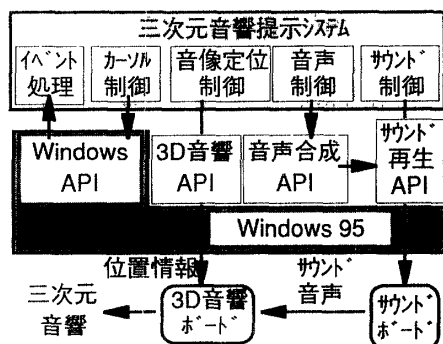 三次元音響提示システム
イベント
処理
カーソル
制御
音像定位
制御
音声
制御
サウンド
制御
Windows
API
3D音響
API
音声合成
API
サウンド
再生
API
Windows 95
位置情報
サウンド
音声
三次元
音響
3D音響
ボード
サウンド
ボード